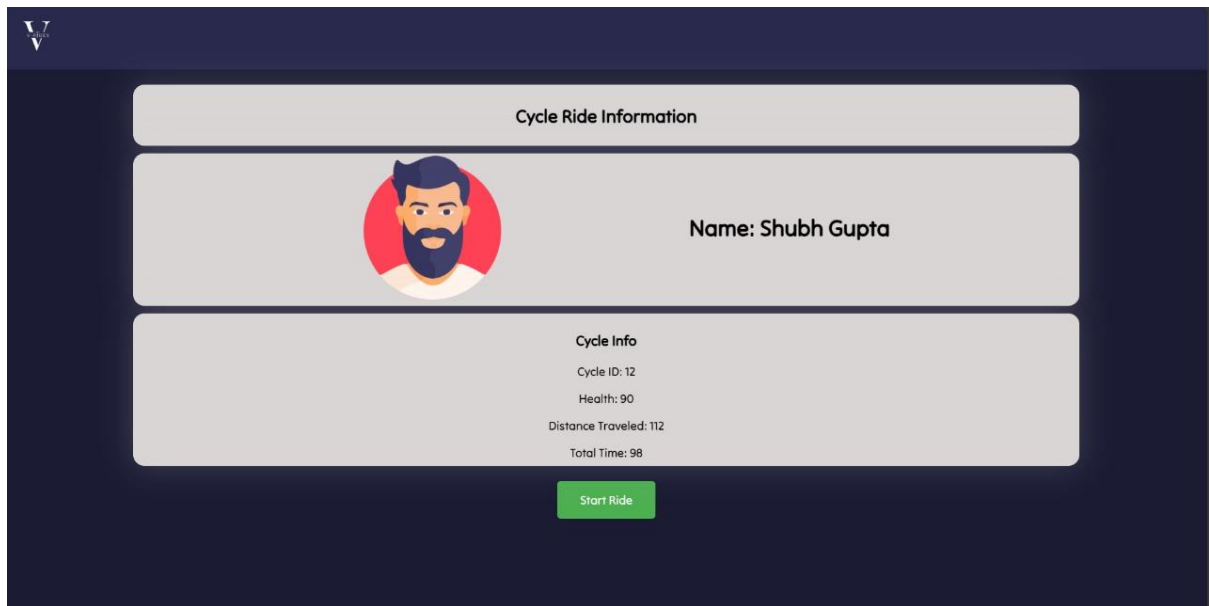 V
Cycle Ride Information
Name: Shubh Gupta
Cycle Info
Cycle ID: 12
Health: 90
Distance Traveled: 112
Total Time: 98
Start Ride